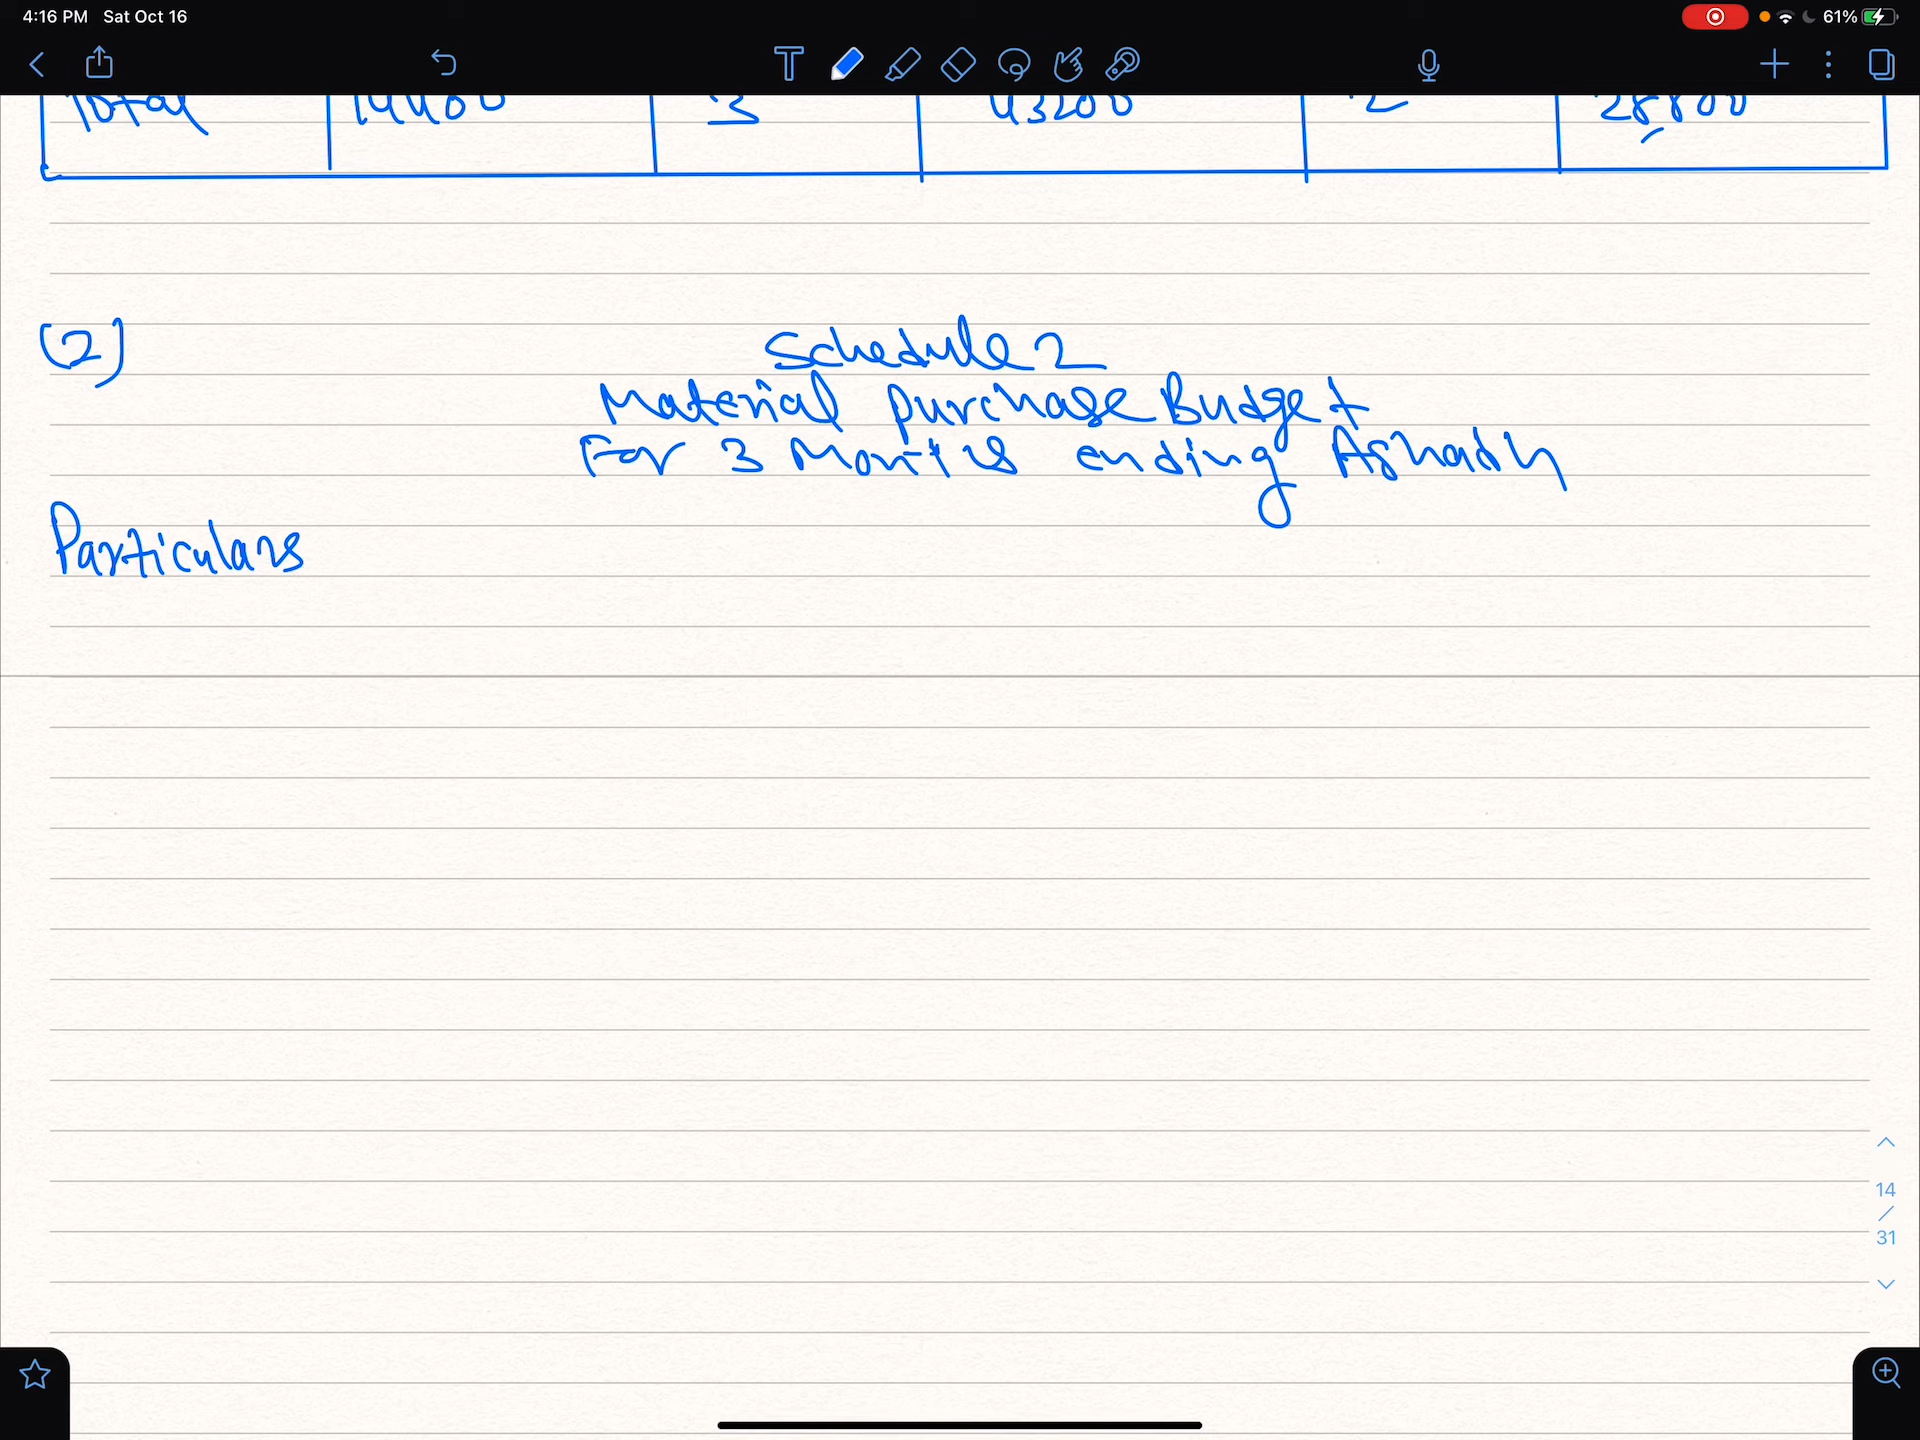 4:16 PM Sat Oct 16 61%
Total 14400 3 43200 2 28800
(2) Schedule 2
Material purchase Budget
For 3 Months ending Ashadh
Particulars
14
/
31